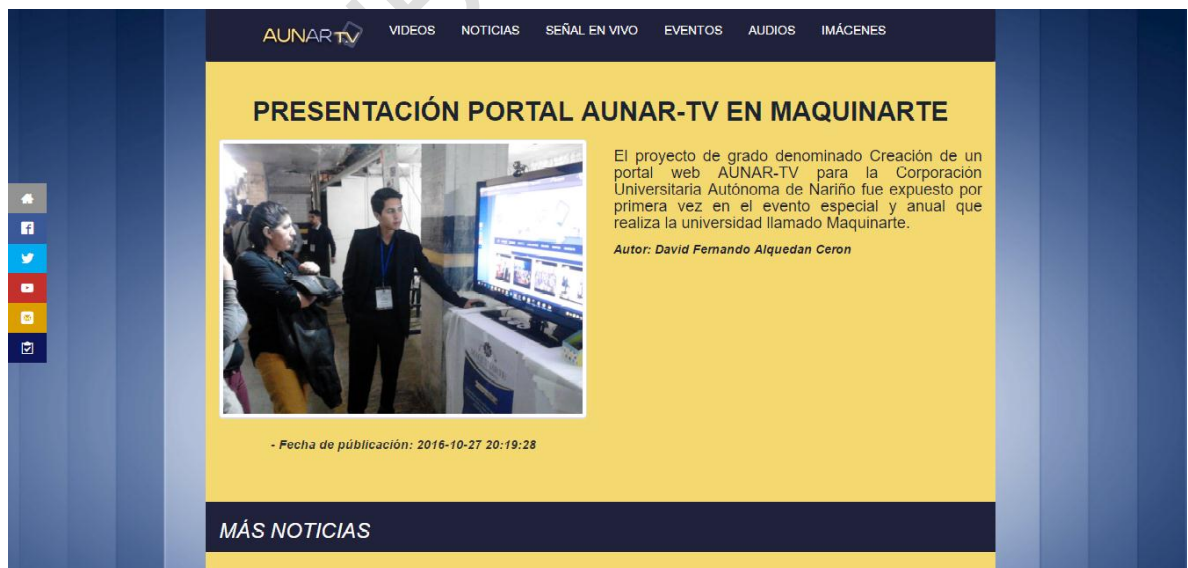 AUNARTV VIDEOS NOTICIAS SEÑAL EN VIVO EVENTOS AUDIOS IMÁCENES
PRESENTACIÓN PORTAL AUNAR-TV EN MAQUINARTE
El proyecto de grado denominado Creación de un
portal web AUNAR-TV para la Corporación
Universitaria Autónoma de Nariño fue expuesto por
primera vez en el evento especial y anual que
realiza la universidad llamado Maquinarte.
Autor: David Fernando Alquedan Ceron
- Fecha de públicación: 2016-10-27 20:19:28
MÁS NOTICIAS